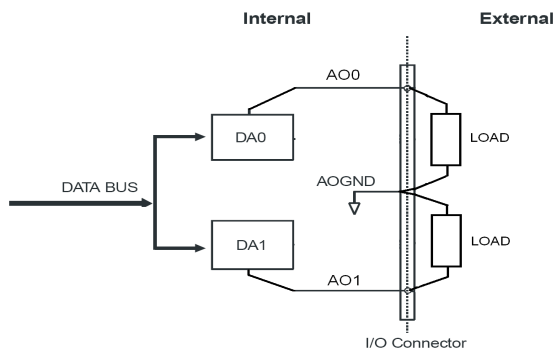 Internal
External
AO0
DA0
LOAD
AOGND
DATA BUS
DA1
LOAD
AO1
I/O Connector